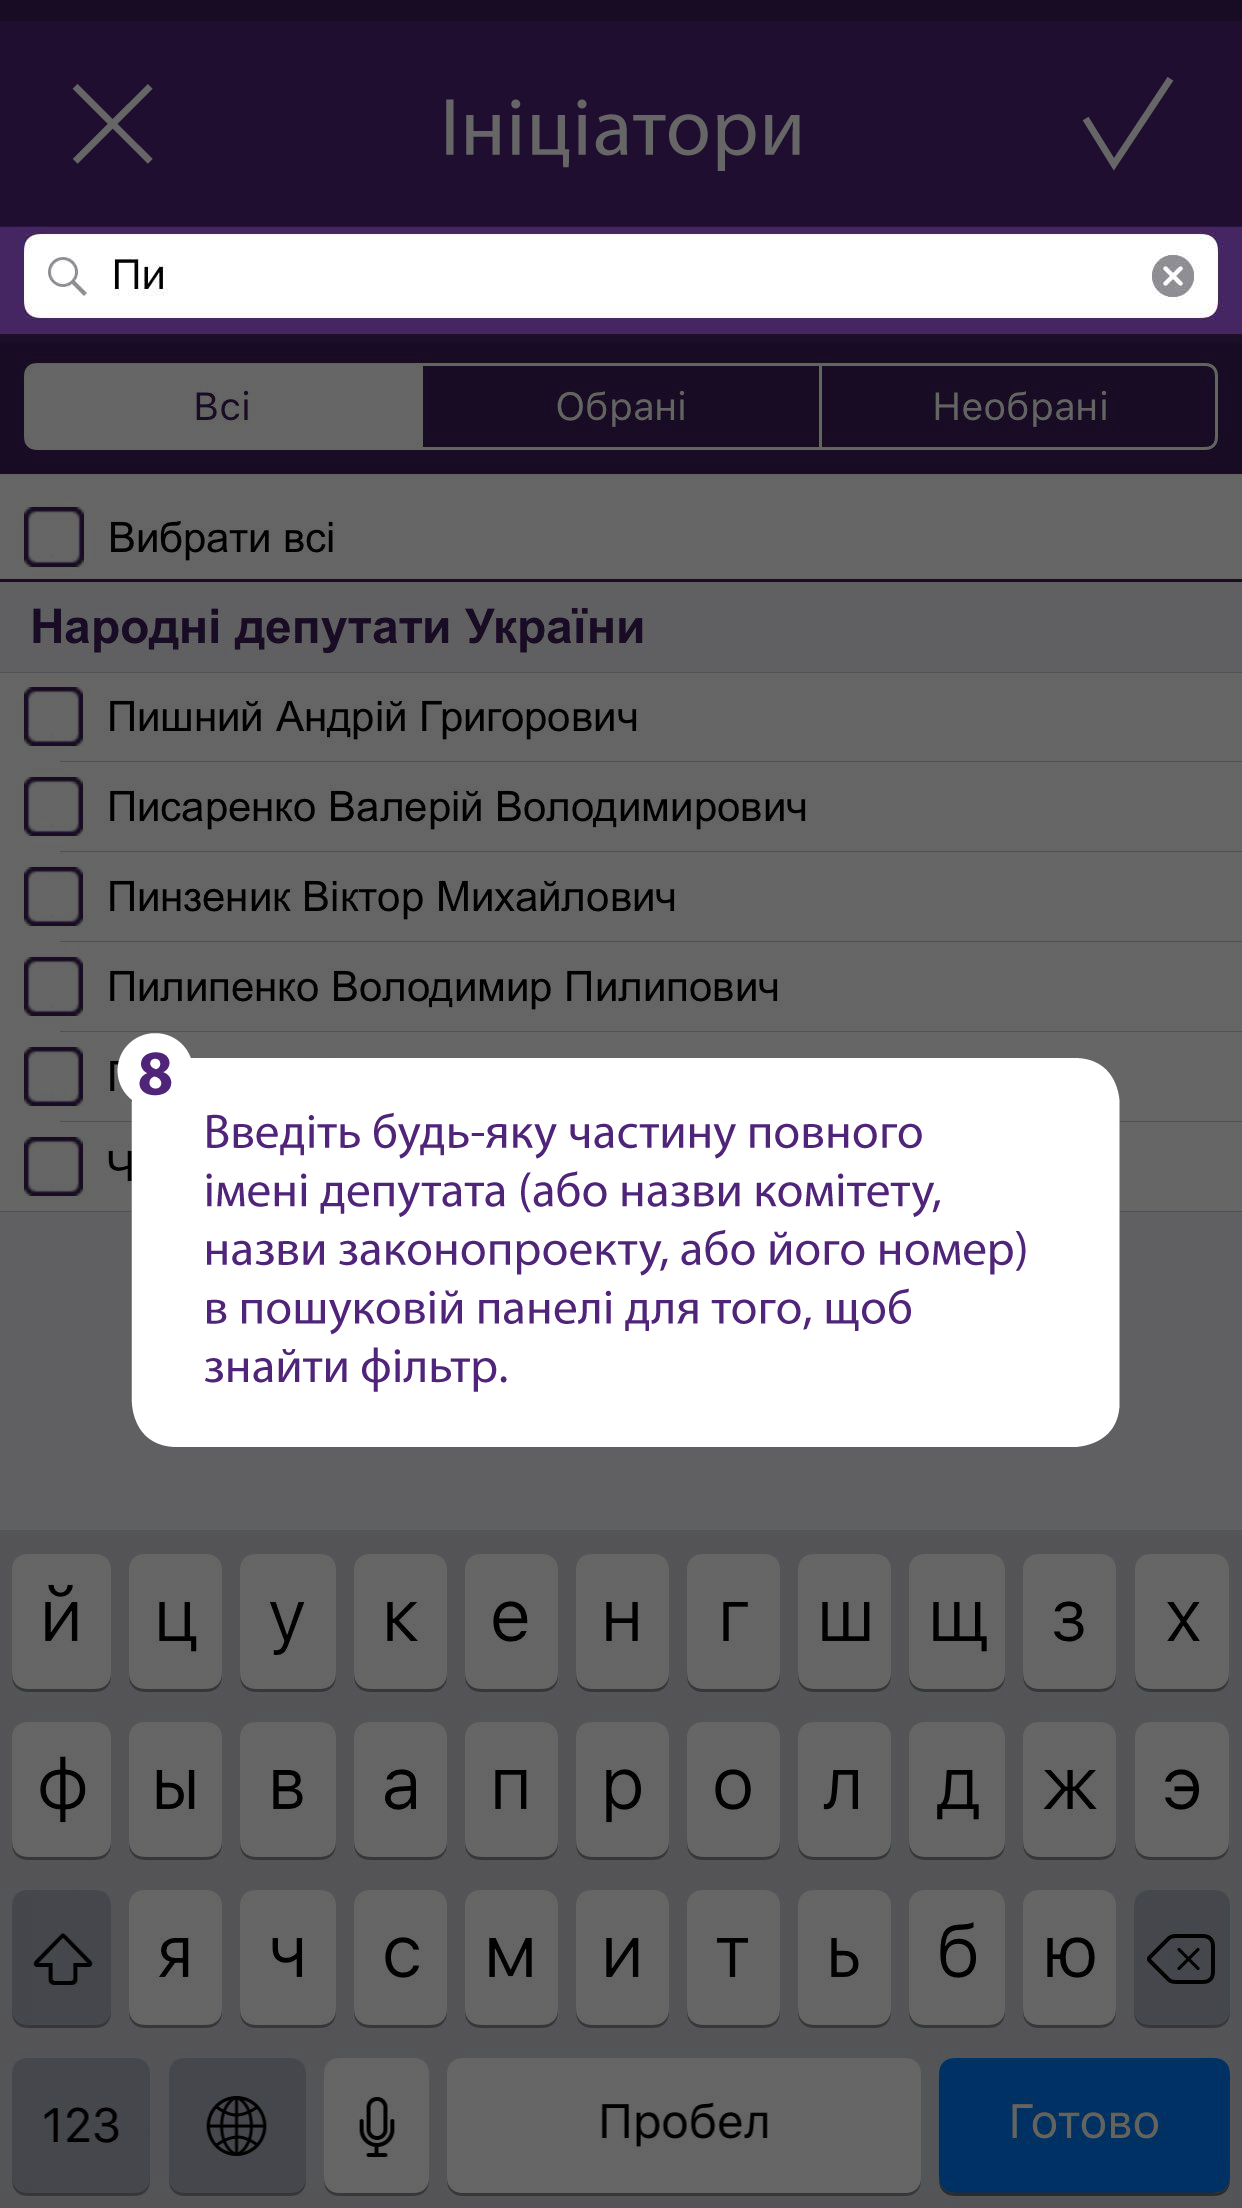 Ініціатори
Пи
Всі
Обрані
Необрані
Вибрати всі
Народні депутати України
Пишний Андрій Григорович
Писаренко Валерій Володимирович
Пинзеник Віктор Михайлович
Пилипенко Володимир Пилипович
8
Введіть будь-яку частину повного
імені депутата (або назви комітету,
назви законопроекту, або його номер)
в пошуковій панелі для того, щоб
знайти фільтр.
й ц у к е н г ш щ з х
ф ы в а п р о л д ж э
я ч с м и т ь б ю
123 Пробел Готово